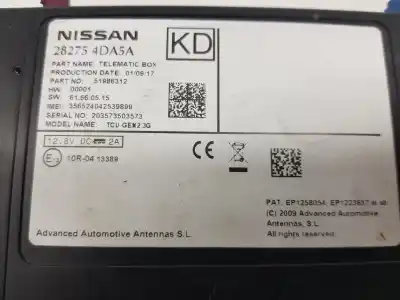 NISSAN
KD
28275 4DA5A
PART NAME: TELEMATIC BOX
PRODUCTION DATE: 01/09/17
PART NO: 51986312
HW: 00001
SW: 61.66.05.15
IMEI: 356524042539899
SERIAL NO: 203573503573
MODEL NAME: TCU-GEN2 3G
12.8V DC 2A
10R-04 13389
CE
PAT. EP1258054, EP1223637 et. al.
(C) 2009 Advanced Automotive
Antennas, S.L.
All rights reserved.
Advanced Automotive Antennas S.L.